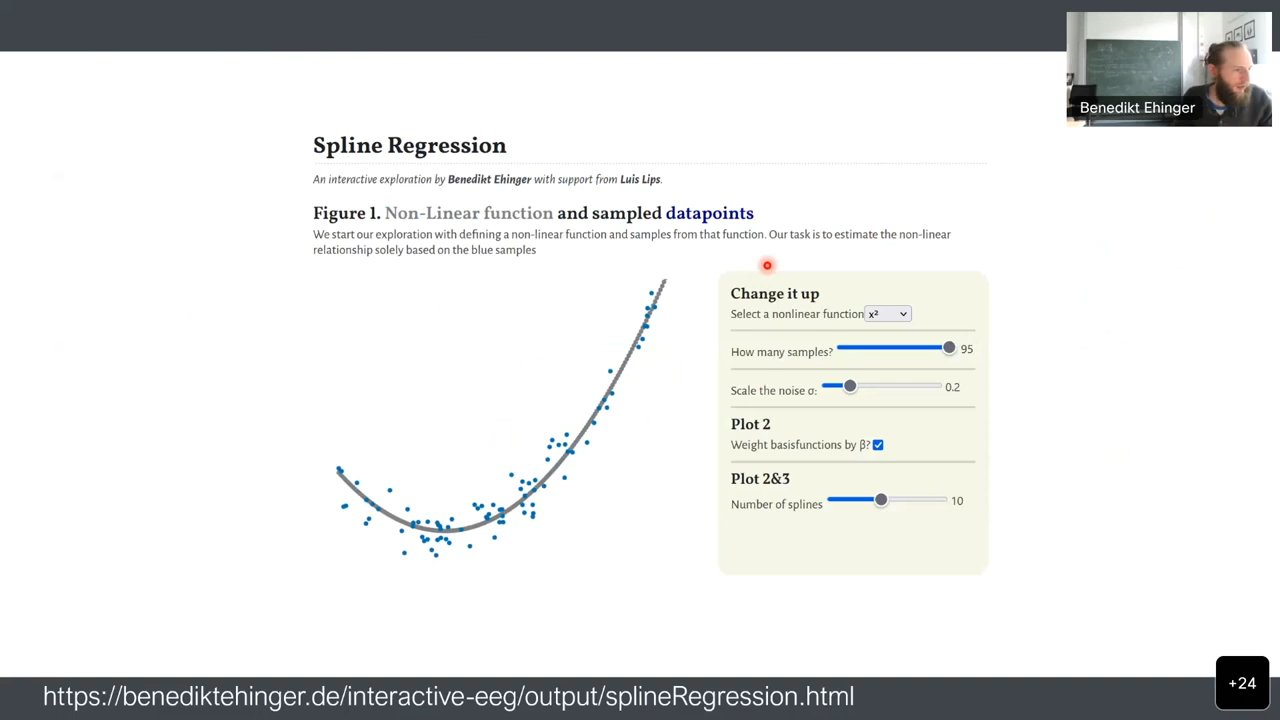 Benedikt Ehinger
Spline Regression
An interactive exploration by Benedikt Ehinger with support from Luis Lips.
Figure 1. Non-Linear function and sampled datapoints
We start our exploration with defining a non-linear function and samples from that function. Our task is to estimate the non-linear
relationship solely based on the blue samples
Change it up
Select a nonlinear function x²
How many samples? 95
Scale the noise σ: 0.2
Plot 2
Weight basisfunctions by β?
Plot 2&3
Number of splines 10
https://benediktehinger.de/interactive-eeg/output/splineRegression.html
+24